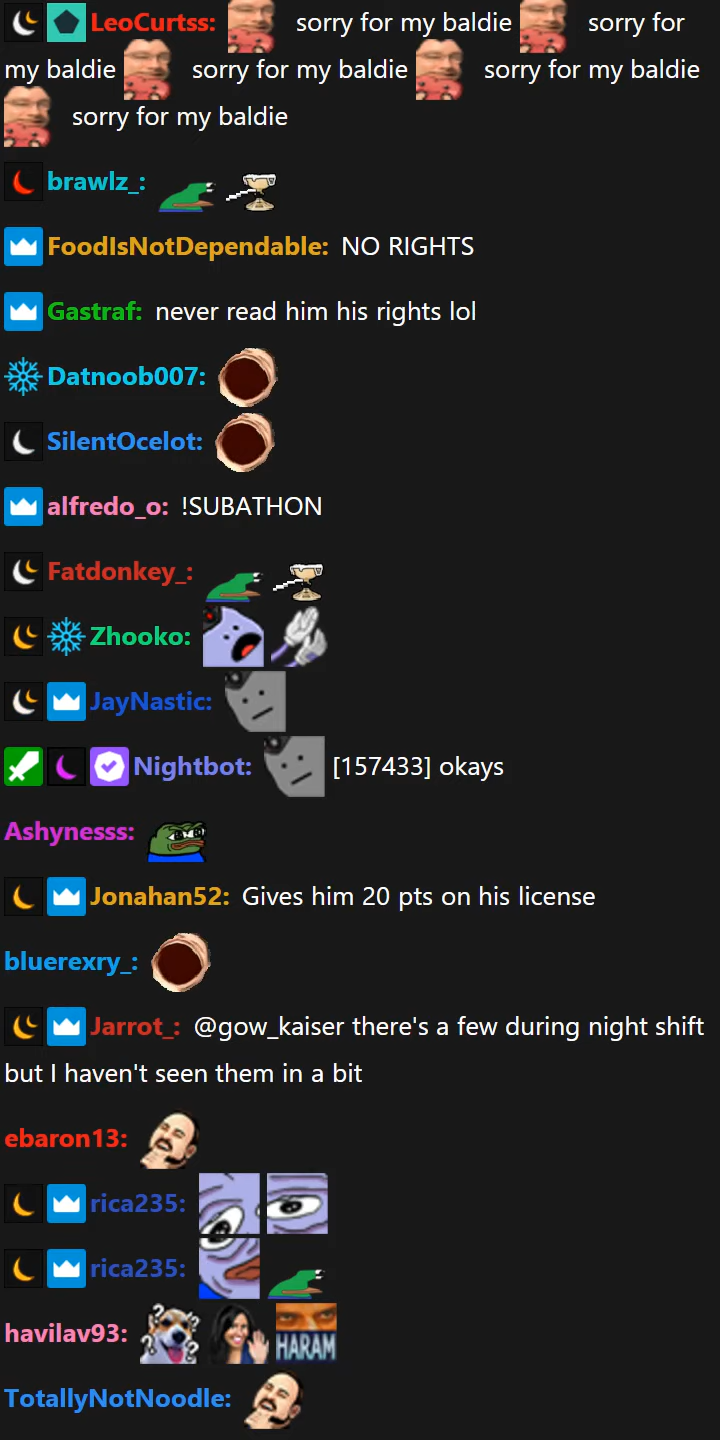 LeoCurtss: sorry for my baldie sorry for
my baldie sorry for my baldie sorry for my baldie
sorry for my baldie
brawlz_:
FoodIsNotDependable: NO RIGHTS
Gastraf: never read him his rights lol
Datnoob007:
SilentOcelot:
alfredo_o: !SUBATHON
Fatdonkey_:
Zhooko:
JayNastic:
Nightbot: [157433] okays
Ashynesss:
Jonahan52: Gives him 20 pts on his license
bluerexry_:
Jarrot_: @gow_kaiser there's a few during night shift
but I haven't seen them in a bit
ebaron13:
rica235:
rica235:
havilav93: ???? HARAM
TotallyNotNoodle: